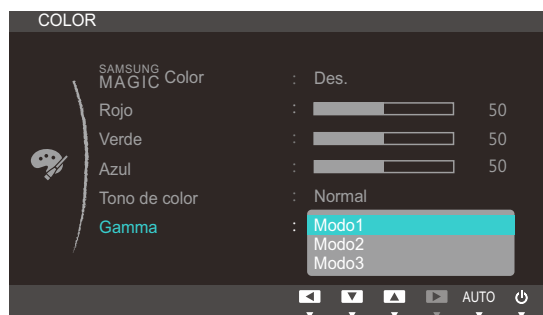 COLOR
SAMSUNG
MAGIC Color : Des.
Rojo : 50
Verde : 50
Azul : 50
Tono de color : Normal
Gamma : Modo1
Modo2
Modo3
AUTO